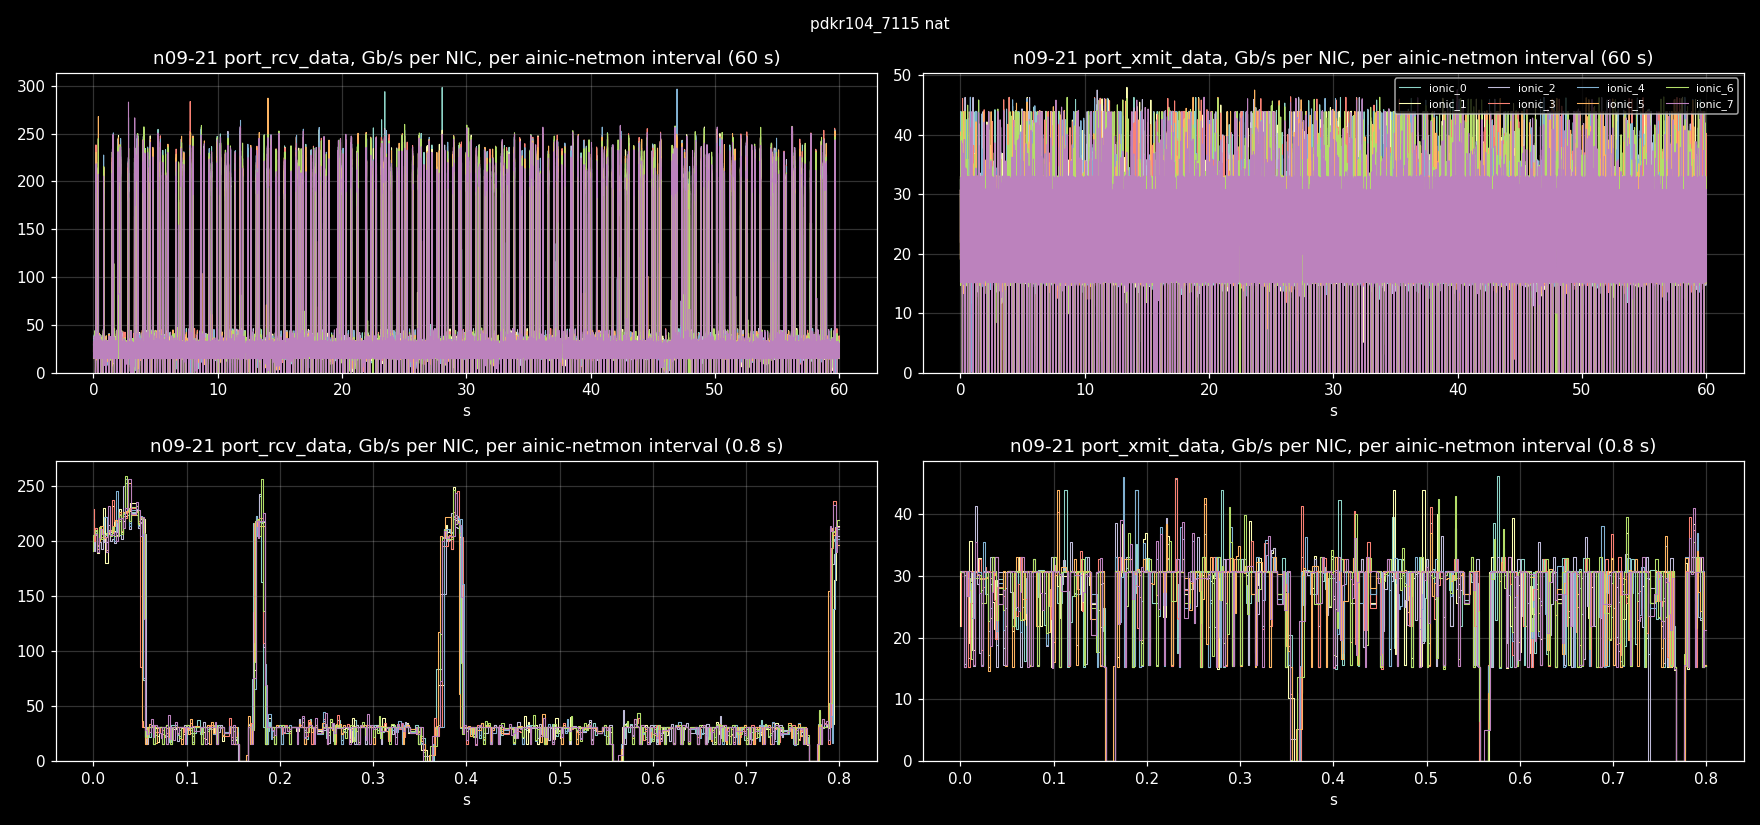 pdkr104_7115 nat
n09-21 port_rcv_data, Gb/s per NIC, per ainic-netmon interval (60 s)
300
250
200
150
100
50
0
0 10 20 30 40 50 60
s
n09-21 port_xmit_data, Gb/s per NIC, per ainic-netmon interval (60 s)
50
40
30
20
10
0
ionic_0 ionic_2 ionic_4 ionic_6
ionic_1 ionic_3 ionic_5 ionic_7
0 10 20 30 40 50 60
s
n09-21 port_rcv_data, Gb/s per NIC, per ainic-netmon interval (0.8 s)
250
200
150
100
50
0
0.0 0.1 0.2 0.3 0.4 0.5 0.6 0.7 0.8
s
n09-21 port_xmit_data, Gb/s per NIC, per ainic-netmon interval (0.8 s)
40
30
20
10
0
0.0 0.1 0.2 0.3 0.4 0.5 0.6 0.7 0.8
s